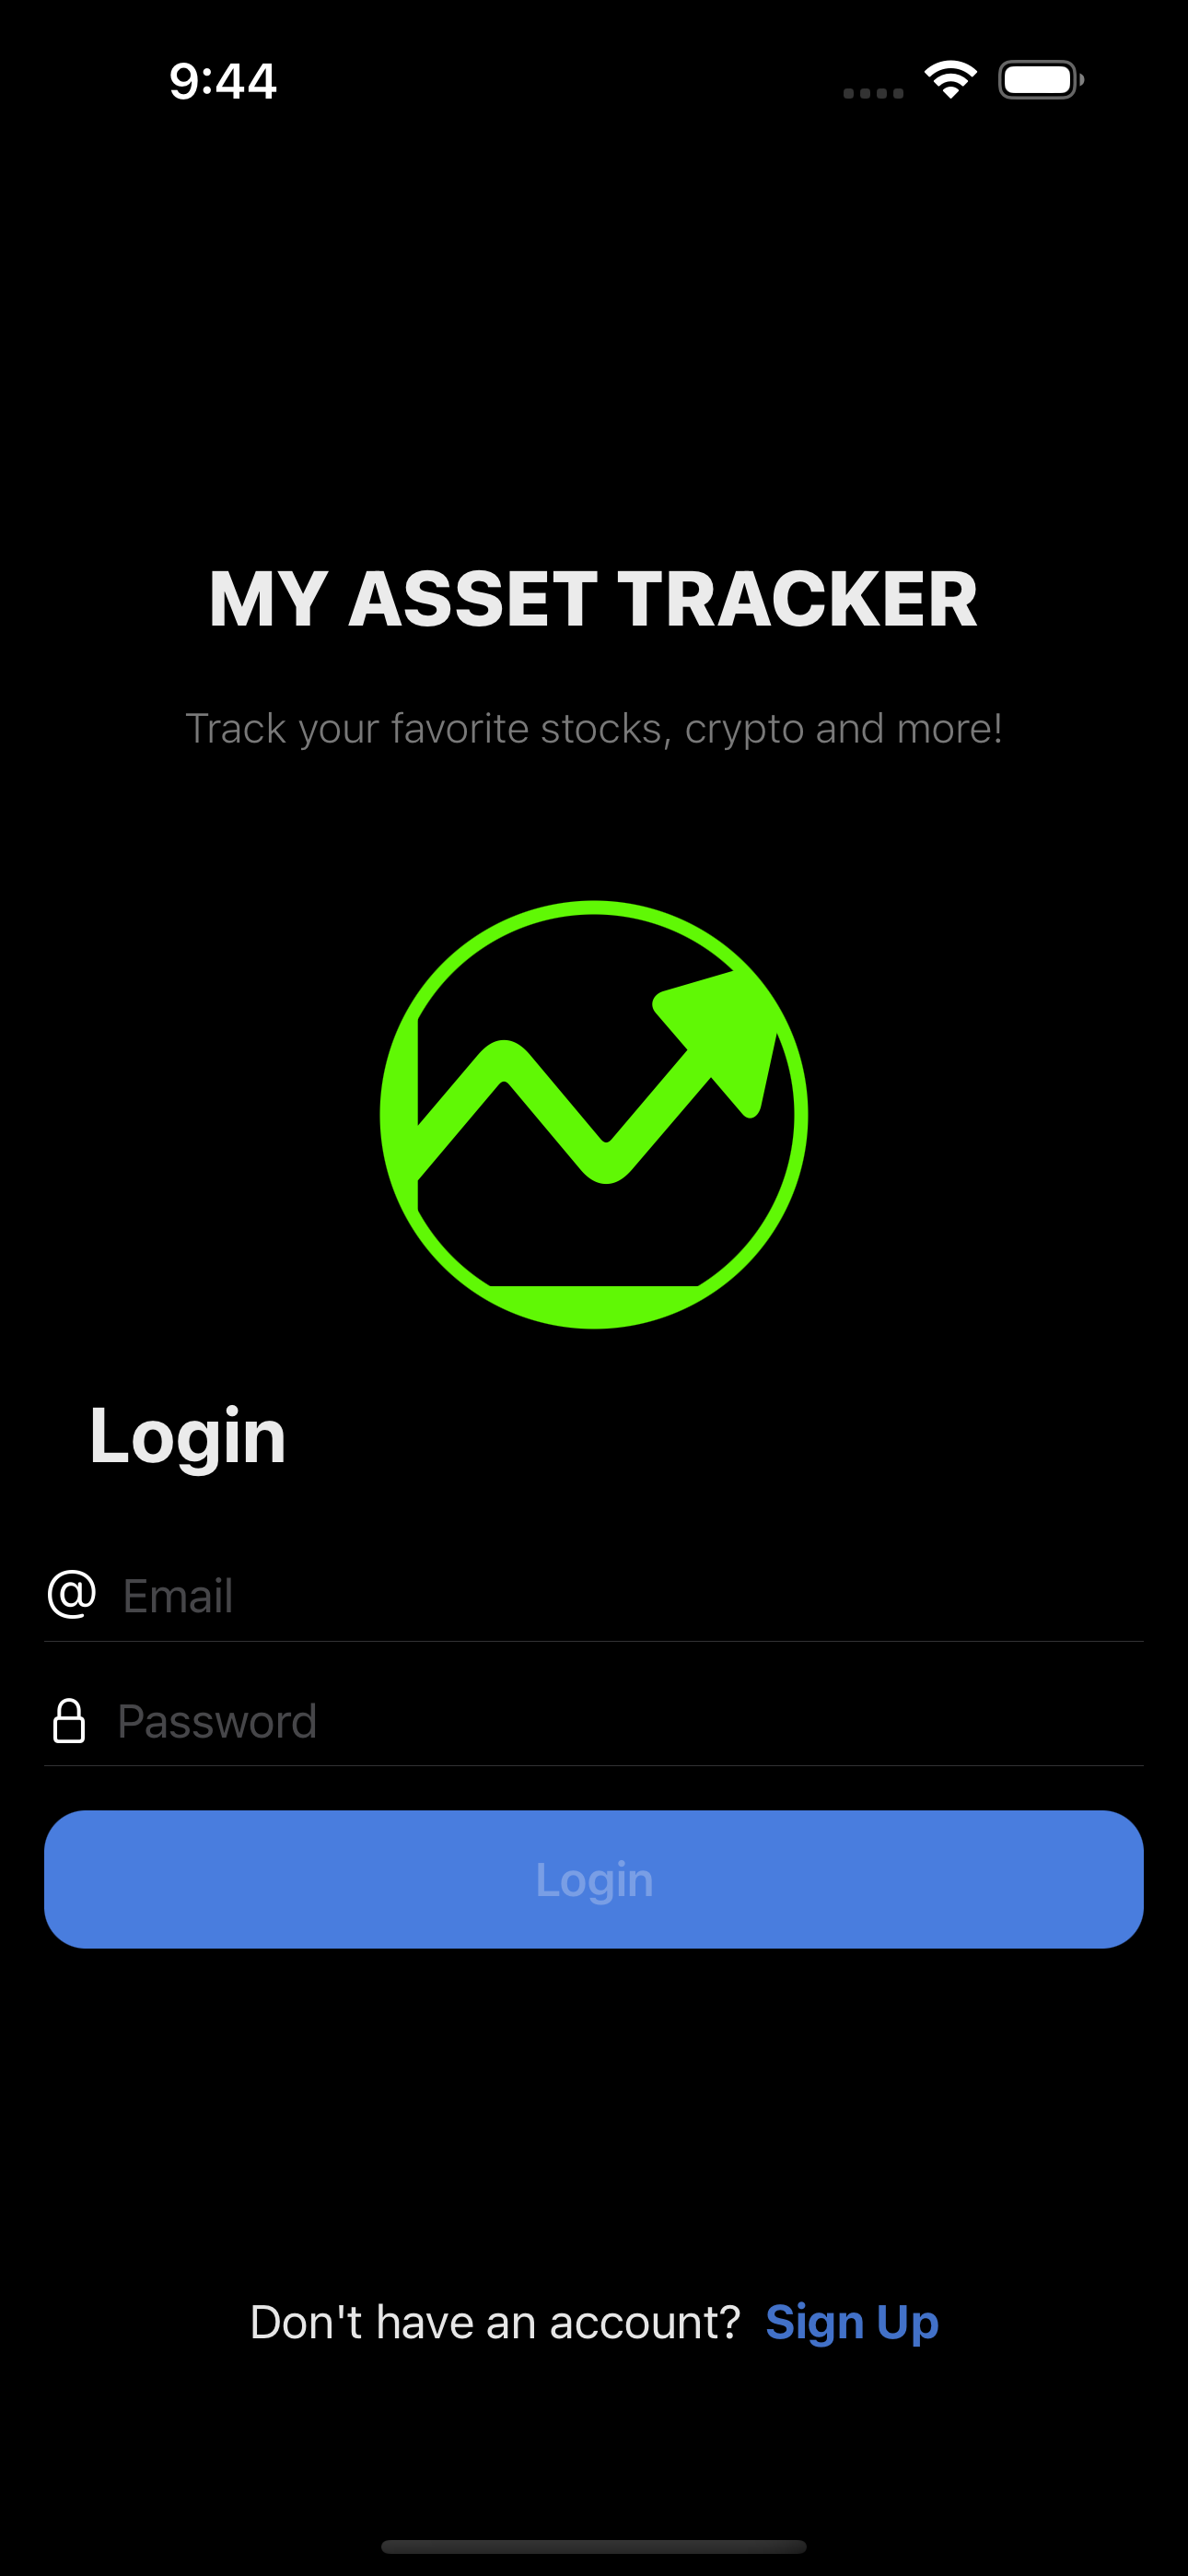 9:44
MY ASSET TRACKER
Track your favorite stocks, crypto and more!
Login
@ Email
Password
Login
Don't have an account? Sign Up